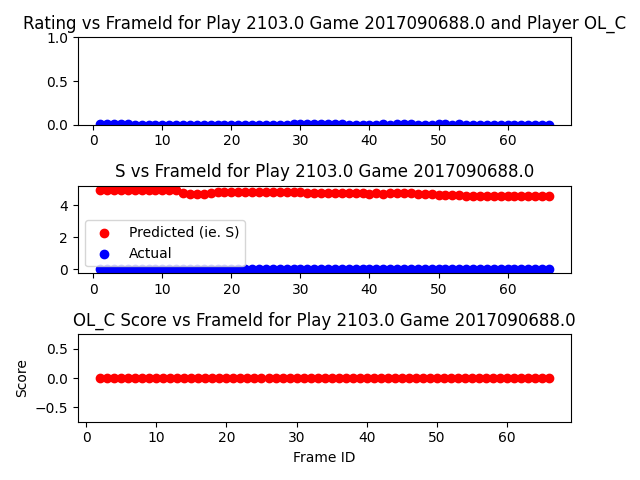 Rating vs FrameId for Play 2103.0 Game 2017090688.0 and Player OL_C
1.0
0.5
0.0
0 10 20 30 40 50 60
S vs FrameId for Play 2103.0 Game 2017090688.0
4
2
0
Predicted (ie. S)
Actual
0 10 20 30 40 50 60
OL_C Score vs FrameId for Play 2103.0 Game 2017090688.0
Score
0.5
0.0
−0.5
0 10 20 30 40 50 60
Frame ID